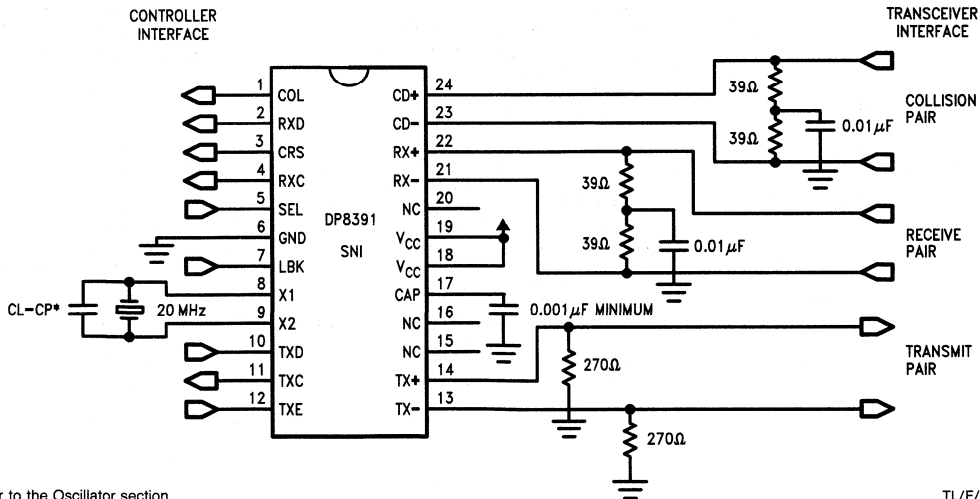 CONTROLLER
INTERFACE
TRANSCEIVER
INTERFACE
1 COL
2 RXD
3 CRS
4 RXC
5 SEL
6 GND
7 LBK
8 X1
9 X2
10 TXD
11 TXC
12 TXE
DP8391
SNI
CD+ 24
CD- 23
RX+ 22
RX- 21
NC 20
VCC 19
VCC 18
CAP 17
NC 16
NC 15
TX+ 14
TX- 13
CL-CP*
20 MHz
39Ω
39Ω
0.01μF
COLLISION
PAIR
39Ω
39Ω
0.01μF
RECEIVE
PAIR
0.001μF MINIMUM
270Ω
270Ω
TRANSMIT
PAIR
to the Oscillator section